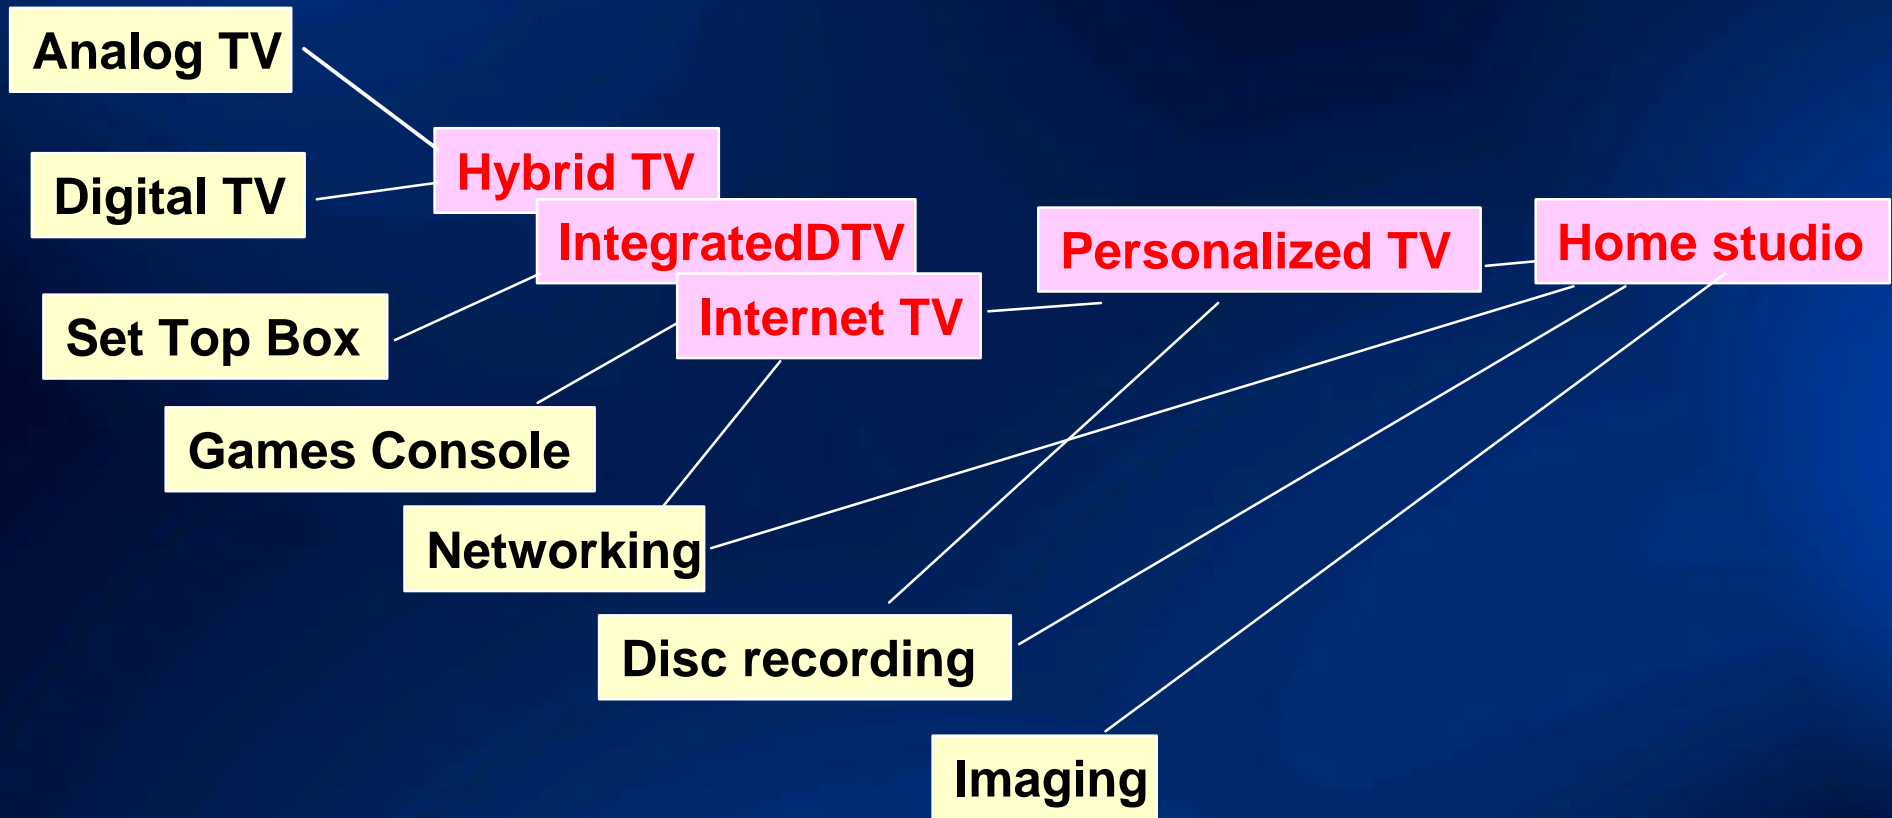 Analog TV
Hybrid TV
Digital TV
IntegratedDTV
Personalized TV
Home studio
Internet TV
Set Top Box
Games Console
Networking
Disc recording
Imaging